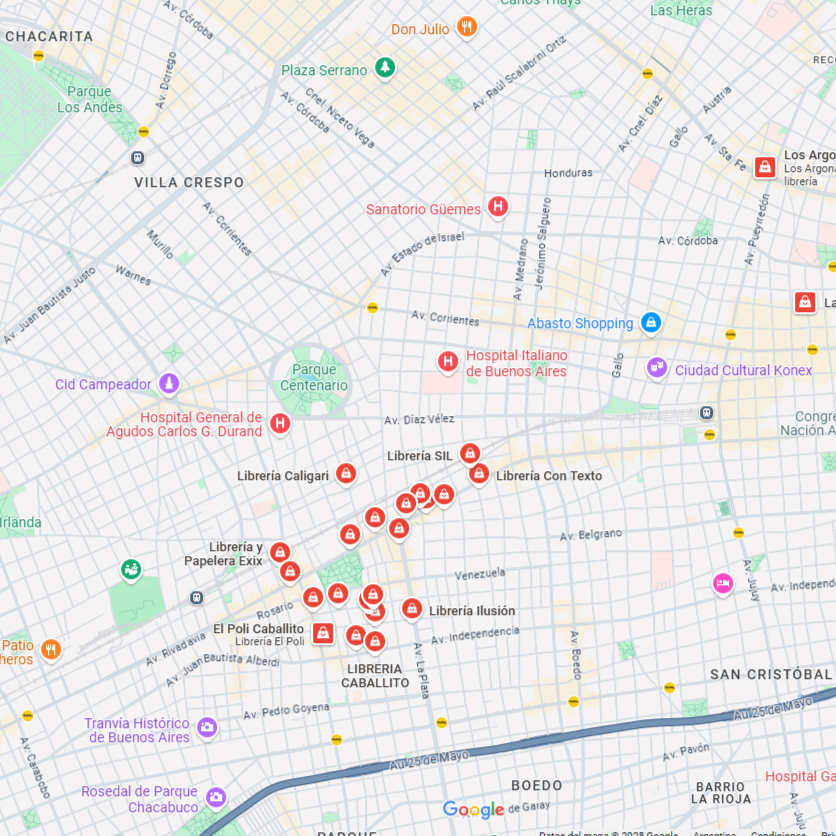 Carlos Thays
Av. Córdoba
Las Heras
CHACARITA
Don Julio
Av. Dorrego
Av. Raúl Scalabrini Ortiz
Plaza Serrano
Parque
Los Andes
Cnel. Niceto Vega
Av. Córdoba
Av. Cnel. Díaz
Austria
Gallo
Av. Sta. Fe
Los Argo
Los Argon
librería
VILLA CRESPO
Honduras
Sanatorio Güemes
Jerónimo Salguero
Av. Pueyrredón
Av. Corrientes
Murillo
Av. Estado de Israel
Av. Medrano
Av. Córdoba
Warnes
Av. Juan Bautista Justo
Av. Corrientes
Abasto Shopping
La
Hospital Italiano
de Buenos Aires
Gallo
Ciudad Cultural Konex
Parque
Centenario
Cid Campeador
Hospital General de
Agudos Carlos G. Durand
Av. Díaz Vélez
Congre
Nación A
Librería SIL
Librería Caligari
Librería Con Texto
Irlanda
Av. Belgrano
Librería y
Papelera Exix
Venezuela
Av. Jujuy
Av. Independ
Rosario
Librería Ilusión
El Poli Caballito
Librería El Poli
Av. Independencia
Av. Rivadavia
Patio
heros
Av. Juan Bautista Alberdi
LIBRERIA
CABALLITO
Av. La Plata
Av. Boedo
SAN CRISTÓBAL
Av. Pedro Goyena
Au 25 de Mayo
Tranvía Histórico
de Buenos Aires
Av. Carabobo
Au 25 de Mayo
Av. Pavón
Hospital Ga
BOEDO
BARRIO
LA RIOJA
Rosedal de Parque
Chacabuco
Google
de Garay
Av. Juju
PARQUE
Datos del mapa © 2025 Google
Argentina